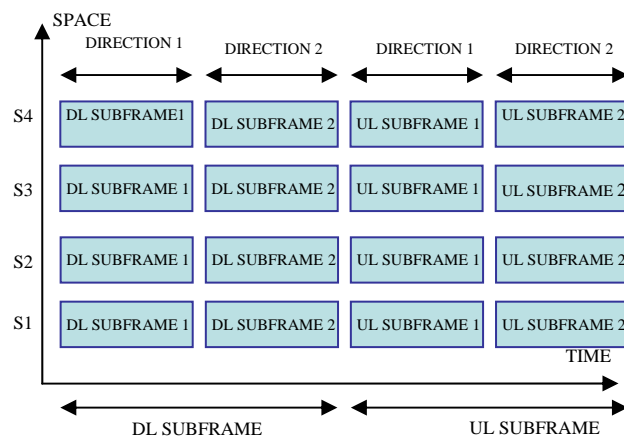 SPACE
DIRECTION 1 DIRECTION 2 DIRECTION 1 DIRECTION 2
S4 DL SUBFRAME1 DL SUBFRAME 2 UL SUBFRAME 1 UL SUBFRAME 2
S3 DL SUBFRAME 1 DL SUBFRAME 2 UL SUBFRAME 1 UL SUBFRAME 2
S2 DL SUBFRAME 1 DL SUBFRAME 2 UL SUBFRAME 1 UL SUBFRAME 2
S1 DL SUBFRAME 1 DL SUBFRAME 2 UL SUBFRAME 1 UL SUBFRAME 2
TIME
DL SUBFRAME UL SUBFRAME